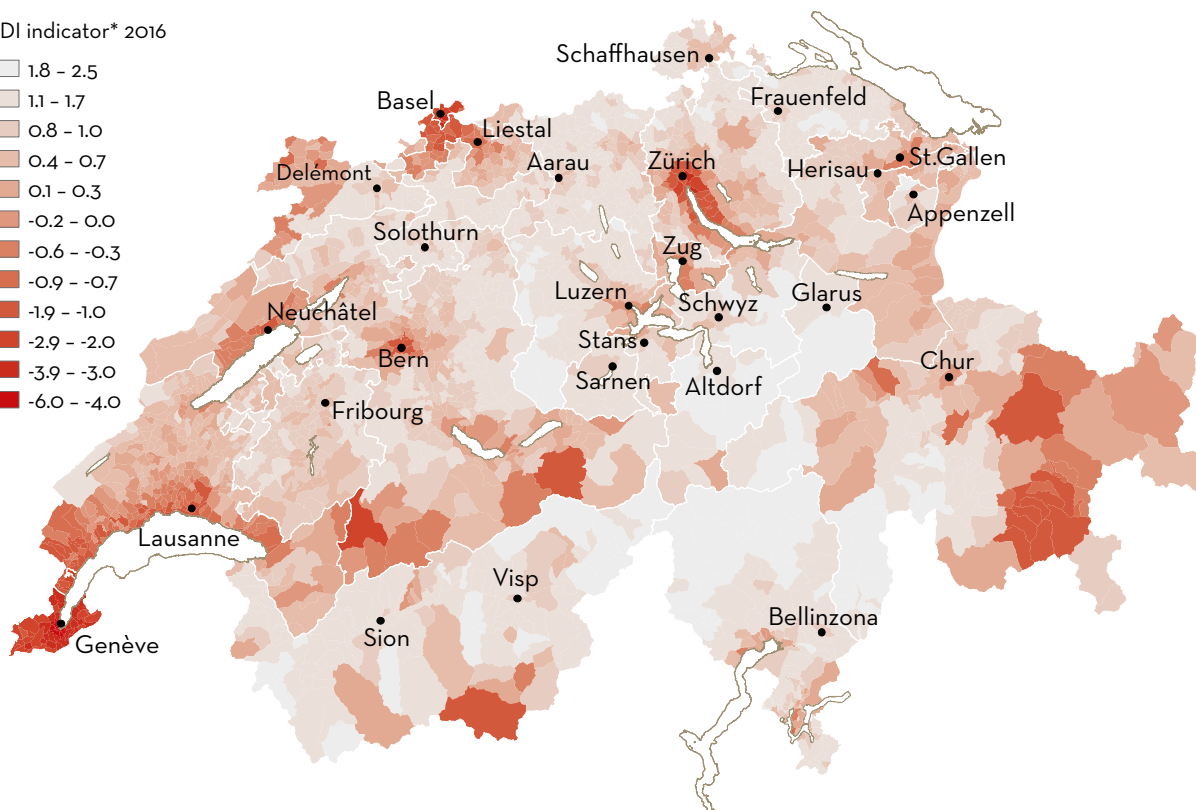 DI indicator* 2016
1.8 – 2.5
1.1 – 1.7
0.8 – 1.0
0.4 – 0.7
0.1 – 0.3
-0.2 – 0.0
-0.6 – -0.3
-0.9 – -0.7
-1.9 – -1.0
-2.9 – -2.0
-3.9 – -3.0
-6.0 – -4.0
Schaffhausen
Basel
Frauenfeld
Liestal
Delémont
Aarau
Zürich
Herisau
St.Gallen
Appenzell
Solothurn
Zug
Neuchâtel
Luzern
Schwyz
Glarus
Bern
Stans
Sarnen
Altdorf
Chur
Fribourg
Lausanne
Visp
Genève
Sion
Bellinzona